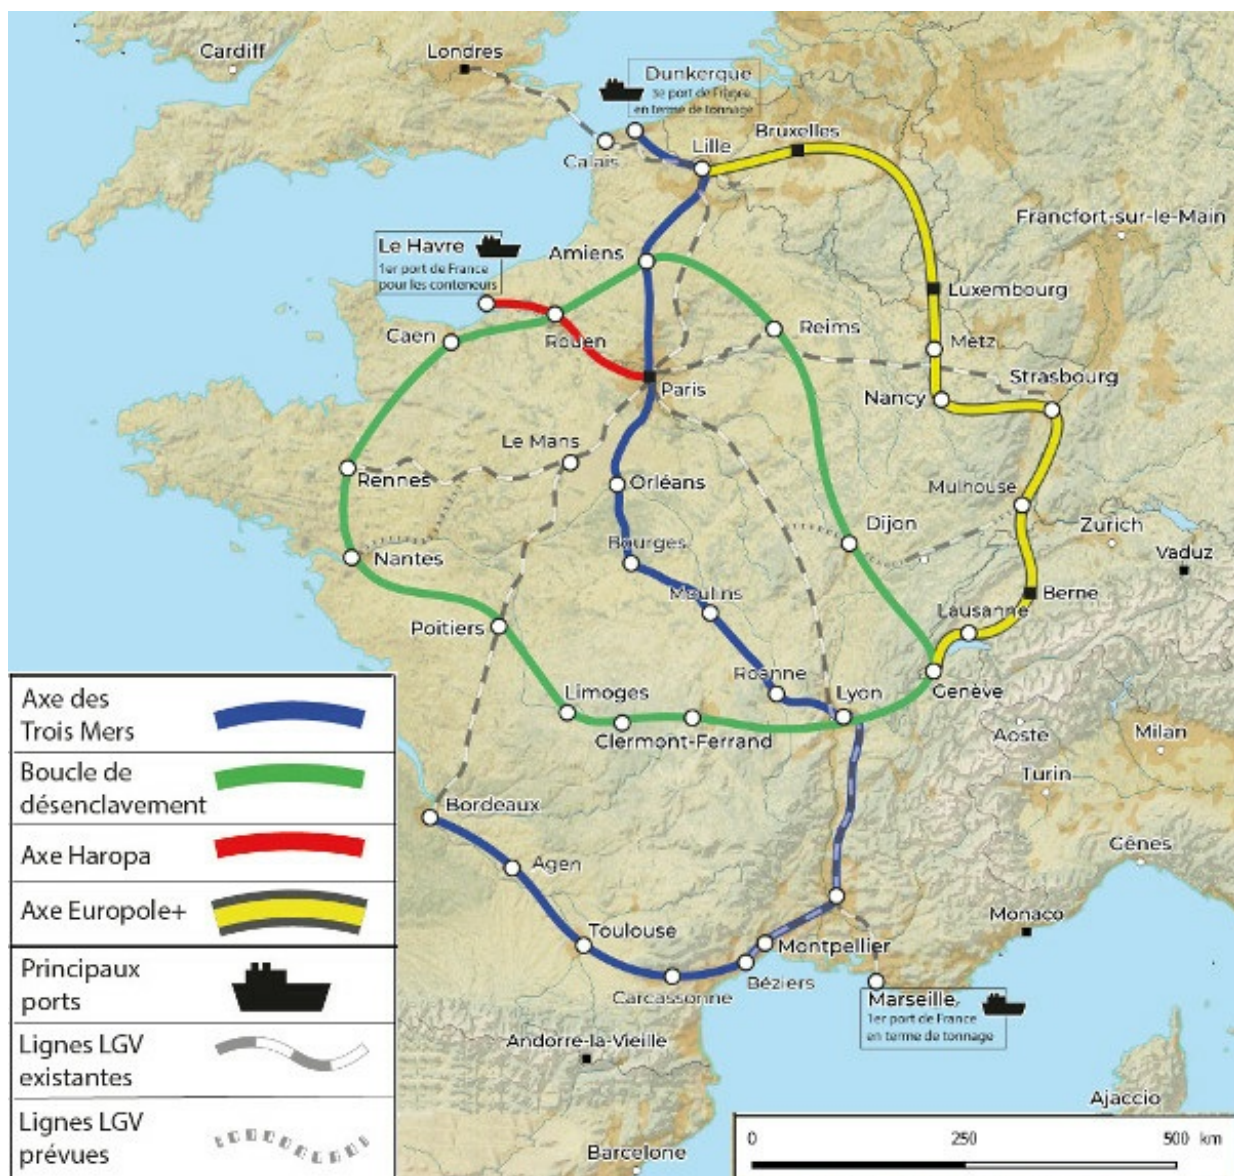 Cardiff
Londres
Dunkerque
3e port de France
en terme de tonnage
Bruxelles
Calais
Lille
Francfort-sur-le-Main
Le Havre
1er port de France
pour les conteneurs
Amiens
Luxembourg
Caen
Rouen
Reims
Metz
Strasbourg
Paris
Nancy
Le Mans
Rennes
Orléans
Mulhouse
Dijon
Zurich
Bourges
Nantes
Vaduz
Moulins
Berne
Lausanne
Poitiers
Roanne
Lyon
Genève
Limoges
Clermont-Ferrand
Aoste
Milan
Turin
Bordeaux
Gênes
Agen
Monaco
Toulouse
Montpellier
Carcassonne
Béziers
Marseille,
1er port de France
en terme de tonnage
Andorre-la-Vieille
Ajaccio
Barcelone
Axe des
Trois Mers
Boucle de
désenclavement
Axe Haropa
Axe Europole+
Principaux
ports
Lignes LGV
existantes
Lignes LGV
prévues
0 250 500 km